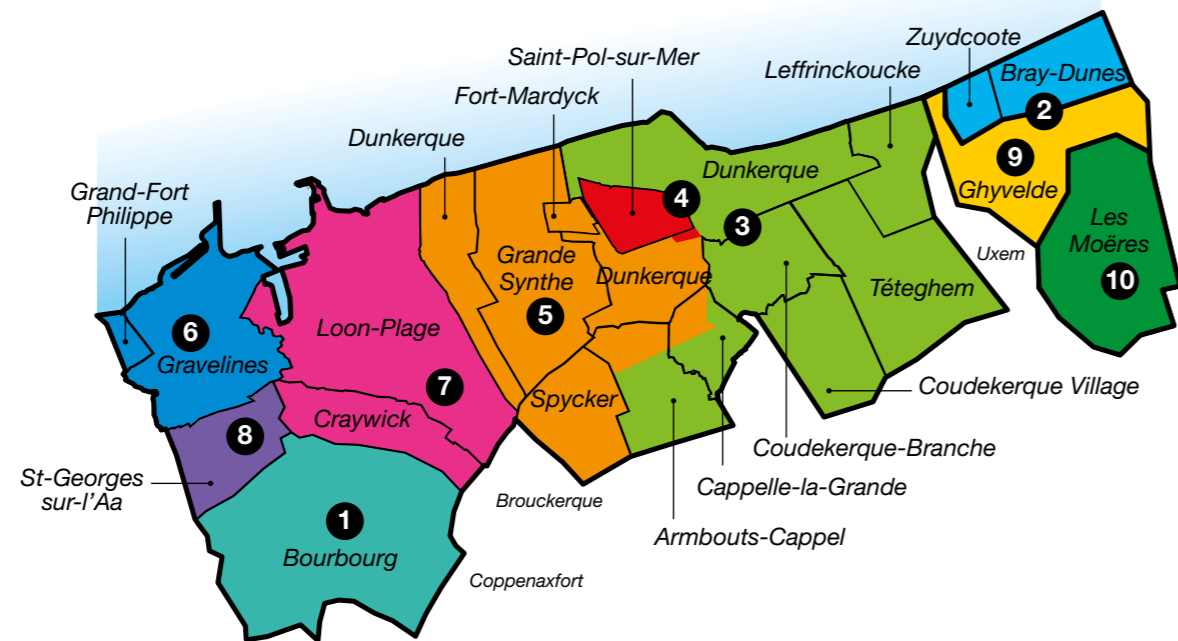 Zuydcoote
Bray-Dunes
2
Saint-Pol-sur-Mer
Leffrinckoucke
Fort-Mardyck
Dunkerque
Dunkerque
9
Ghyvelde
Grand-Fort
Philippe
4
3
Les
Moëres
10
Grande
Synthe
5
Dunkerque
Uxem
Téteghem
6
Gravelines
Loon-Plage
7
Coudekerque Village
Spycker
Craywick
8
Coudekerque-Branche
St-Georges
sur-l'Aa
Cappelle-la-Grande
Brouckerque
1
Bourbourg
Armbouts-Cappel
Coppenaxfort